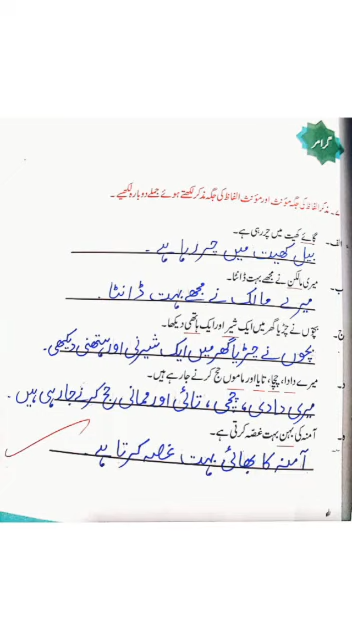 گرامر
۷۔ مذکر الفاظ کی جگہ مؤنث اور مؤنث الفاظ کی جگہ مذکر لکھتے ہوئے جملے دوبارہ لکھیے۔
الف۔ گائے کھیت میں چر رہی ہے۔
بیل کھیت میں چر رہا ہے۔
ب۔ میری مالکن نے مجھے بہت ڈانٹا۔
میرے مالک نے مجھے بہت ڈانٹا۔
ج۔ بچّوں نے چڑیا گھر میں ایک شیر اور ایک ہاتھی دیکھا۔
بچوں نے چڑیا گھر میں ایک شیرنی اور ہتھنی دیکھی۔
د۔ میرے دادا، چچا، تایا اور ماموں حج کرنے جا رہے ہیں۔
میری دادی، چچی، تائی اور ممانی حج کرنے جا رہی ہیں۔
د۔ آمنہ کی بہن بہت غصّہ کرتی ہے۔
آمنہ کا بھائی بہت غصہ کرتا ہے۔